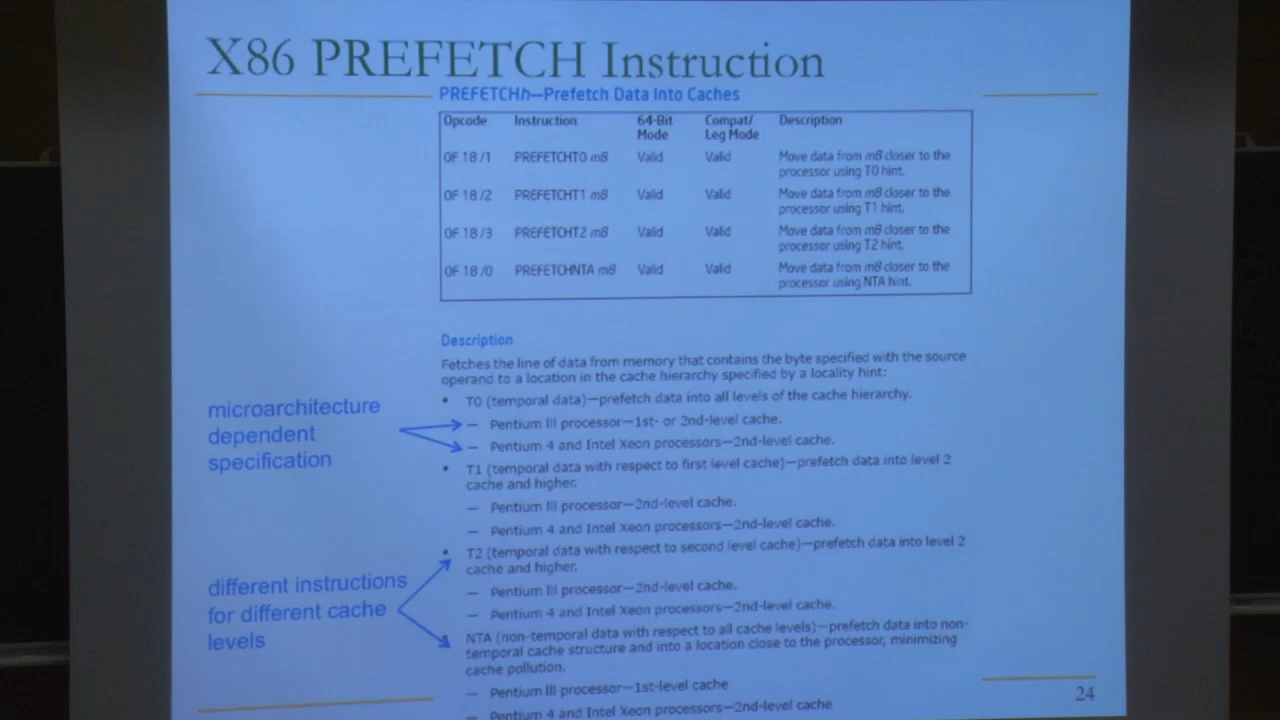 X86 PREFETCH Instruction
PREFETCHh—Prefetch Data Into Caches
Opcode Instruction 64-Bit Mode Compat/ Leg Mode Description
0F 18 /1 PREFETCHT0 m8 Valid Valid Move data from m8 closer to the
processor using T0 hint.
0F 18 /2 PREFETCHT1 m8 Valid Valid Move data from m8 closer to the
processor using T1 hint.
0F 18 /3 PREFETCHT2 m8 Valid Valid Move data from m8 closer to the
processor using T2 hint.
0F 18 /0 PREFETCHNTA m8 Valid Valid Move data from m8 closer to the
processor using NTA hint.
Description
Fetches the line of data from memory that contains the byte specified with the source
operand to a location in the cache hierarchy specified by a locality hint:
• T0 (temporal data)—prefetch data into all levels of the cache hierarchy.
— Pentium III processor—1st- or 2nd-level cache.
— Pentium 4 and Intel Xeon processors—2nd-level cache.
• T1 (temporal data with respect to first level cache)—prefetch data into level 2
cache and higher.
— Pentium III processor—2nd-level cache.
— Pentium 4 and Intel Xeon processors—2nd-level cache.
• T2 (temporal data with respect to second level cache)—prefetch data into level 2
cache and higher.
— Pentium III processor—2nd-level cache.
— Pentium 4 and Intel Xeon processors—2nd-level cache.
NTA (non-temporal data with respect to all cache levels)—prefetch data into non-
temporal cache structure and into a location close to the processor, minimizing
cache pollution.
— Pentium III processor—1st-level cache
— Pentium 4 and Intel Xeon processors—2nd-level cache
microarchitecture
dependent
specification
different instructions
for different cache
levels
24